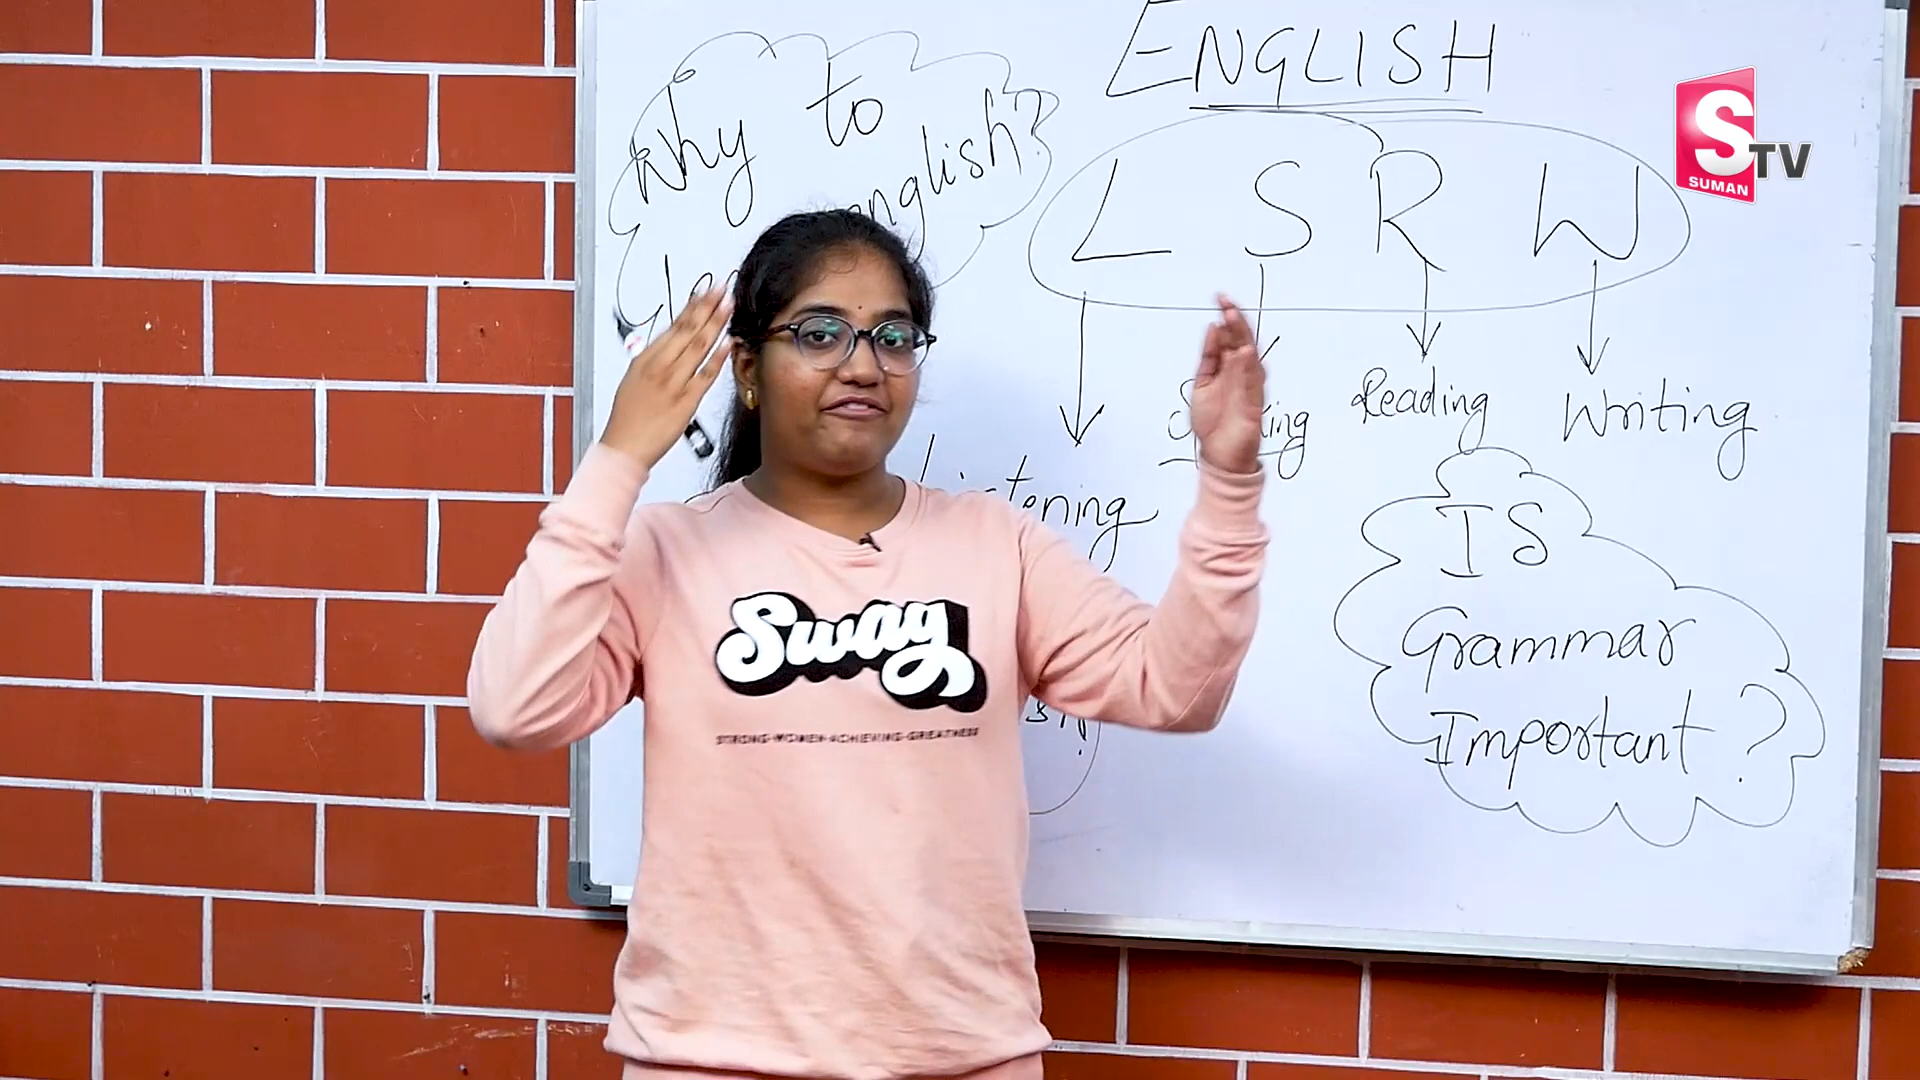 ENGLISH
Why to
english?
L S R W
Reading
Writing
IS
Grammar
Important ?
Swag
STRONG-WOMEN-ACHIEVING-GREATNESS
S TV
SUMAN